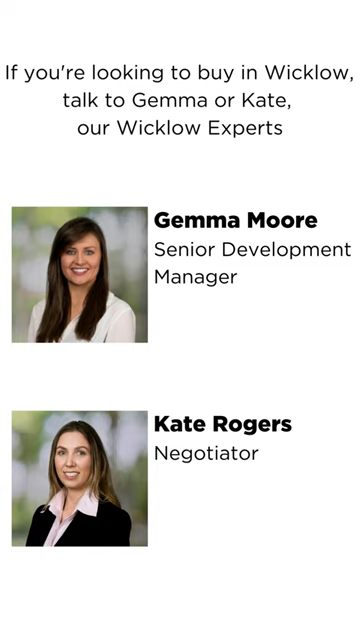 If you're looking to buy in Wicklow,
talk to Gemma or Kate,
our Wicklow Experts
Gemma Moore
Senior Development
Manager
Kate Rogers
Negotiator